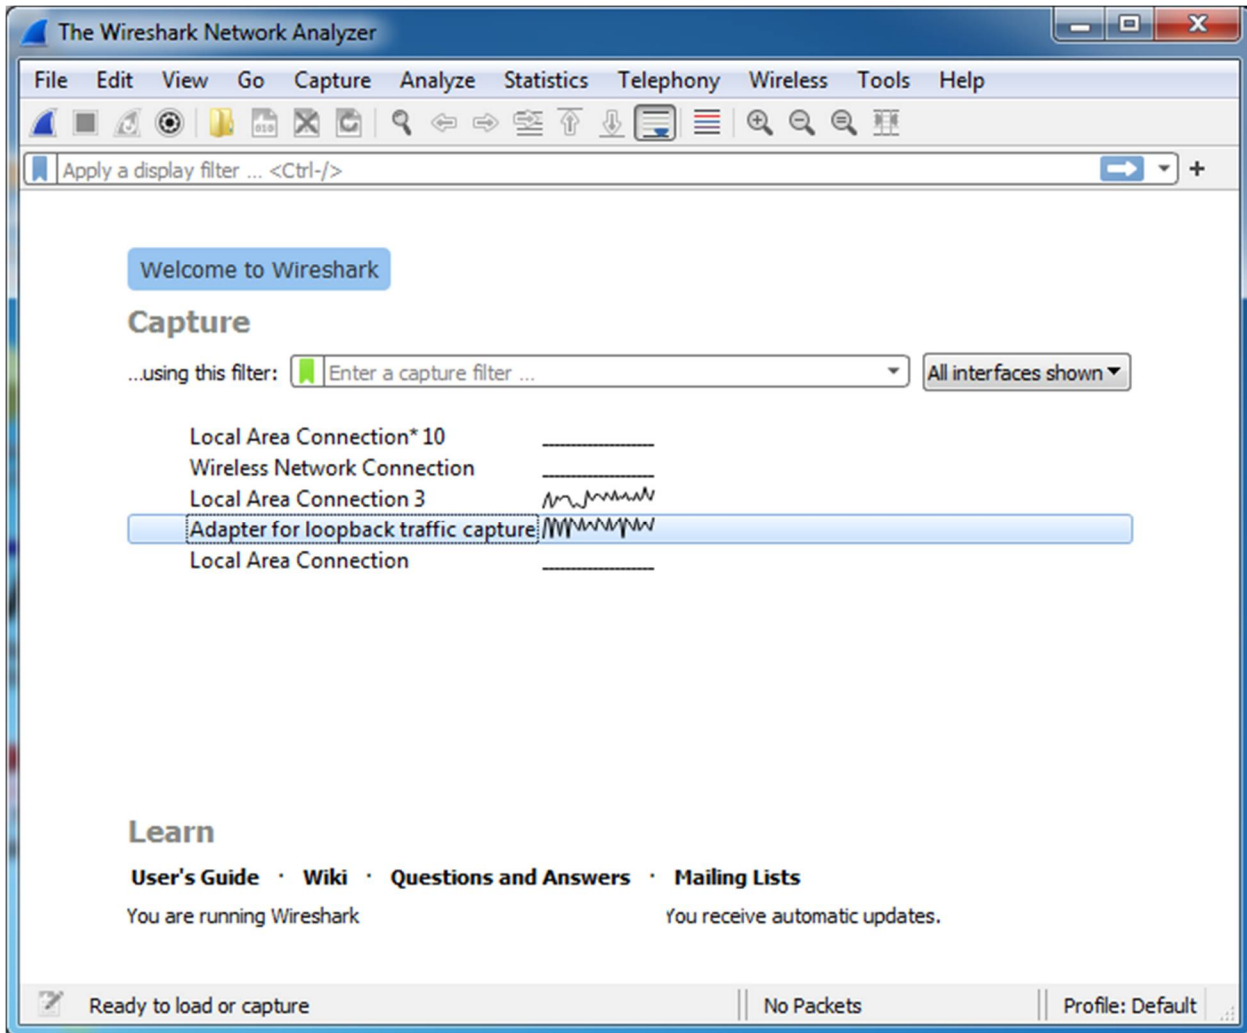 The Wireshark Network Analyzer
File Edit View Go Capture Analyze Statistics Telephony Wireless Tools Help
Apply a display filter ... <Ctrl-/>
Welcome to Wireshark
Capture
...using this filter: Enter a capture filter ... All interfaces shown
Local Area Connection* 10
Wireless Network Connection
Local Area Connection 3
Adapter for loopback traffic capture
Local Area Connection
Learn
User's Guide · Wiki · Questions and Answers · Mailing Lists
You are running Wireshark You receive automatic updates.
Ready to load or capture No Packets Profile: Default